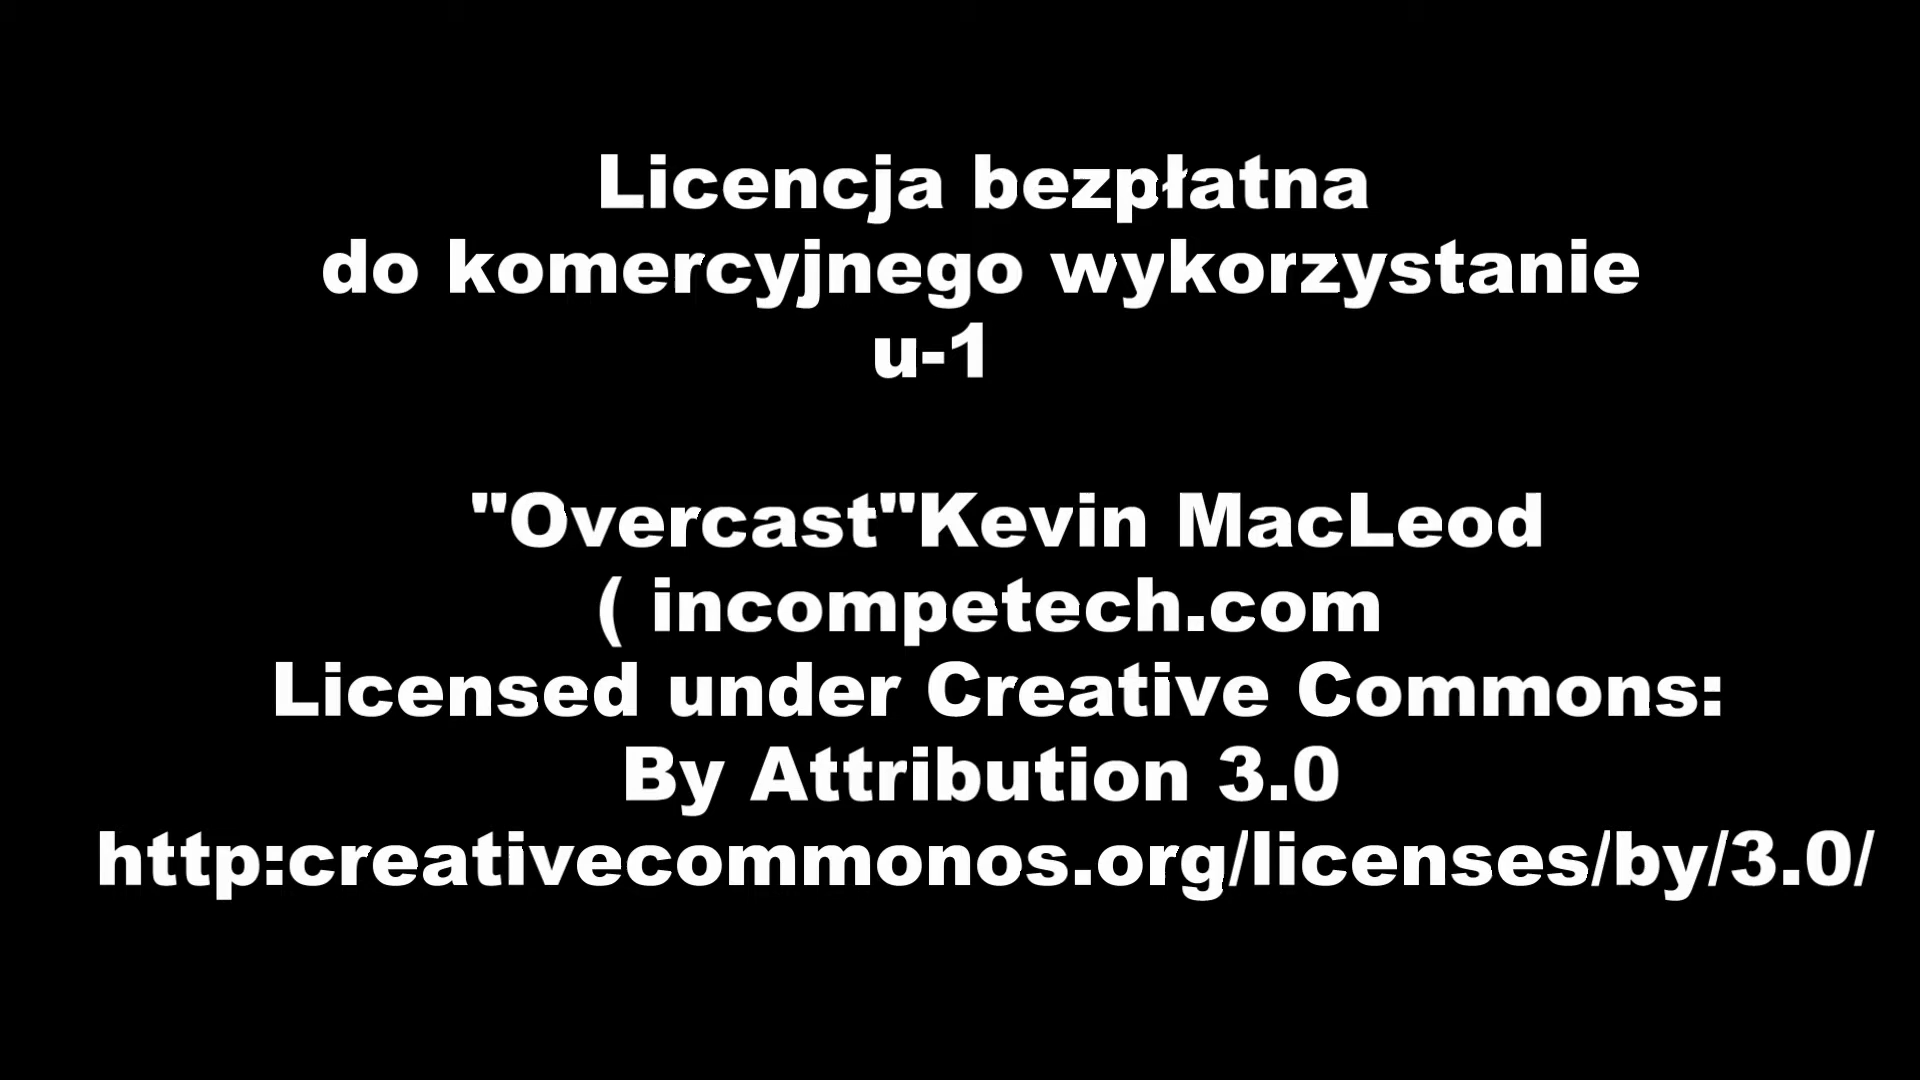 Licencja bezpłatna
do komercyjnego wykorzystanie
u-1
"Overcast"Kevin MacLeod
( incompetech.com
Licensed under Creative Commons:
By Attribution 3.0
http:creativecommonos.org/licenses/by/3.0/